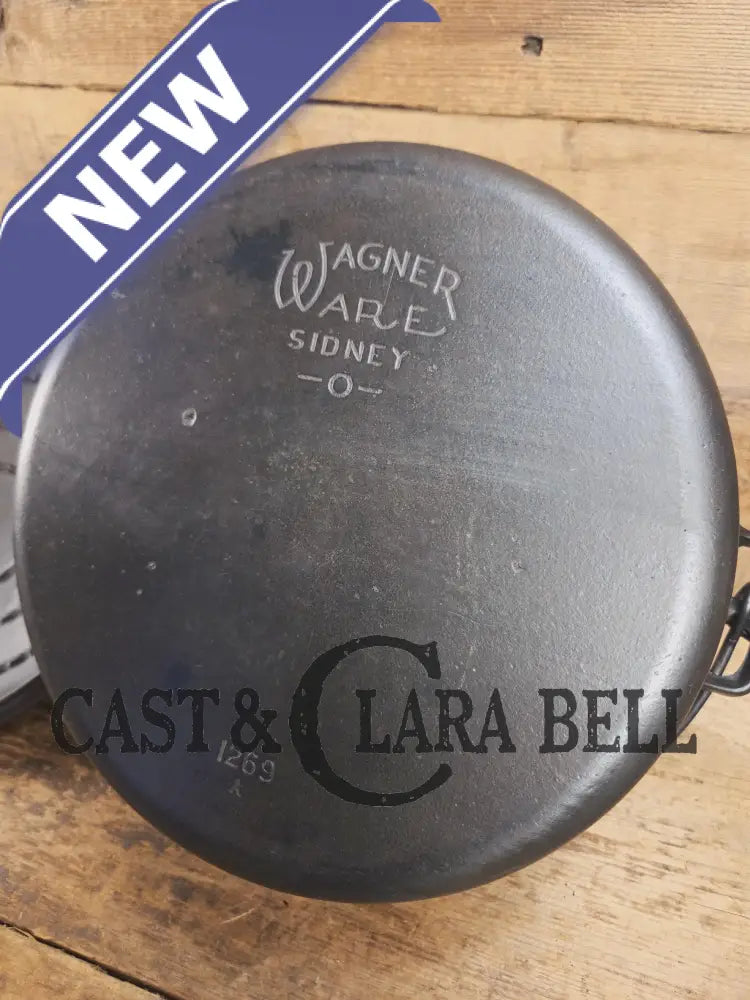 NEW
WAGNER
WARE
SIDNEY
-O-
CAST & CLARA BELL
1269
A